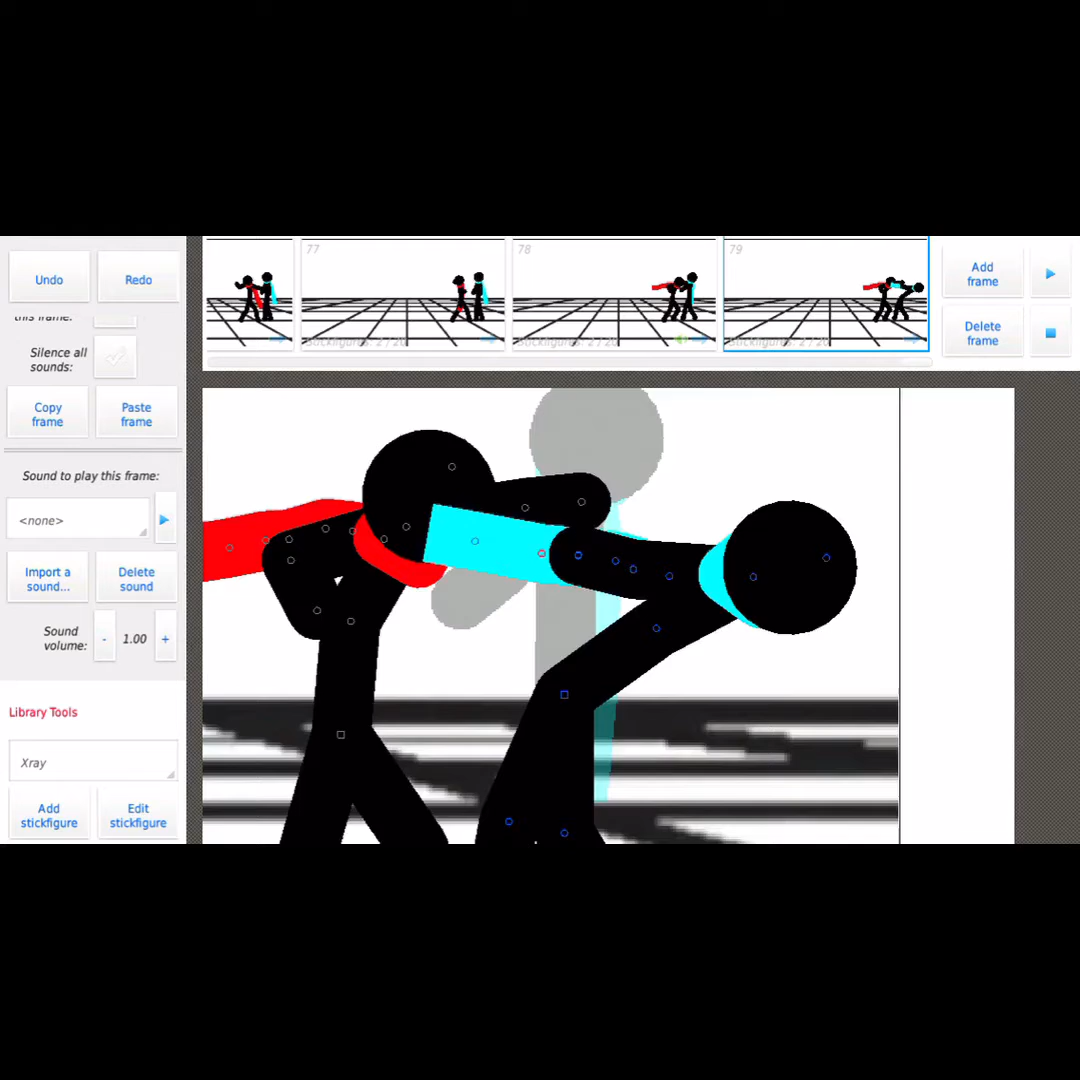 Undo
Redo
77
78
79
Add
frame
Delete
frame
this frame:
Silence all
sounds:
Copy
frame
Paste
frame
Sound to play this frame:
<none>
Import a
sound...
Delete
sound
Sound
volume:
-
1.00
+
Library Tools
Xray
Add
stickfigure
Edit
stickfigure